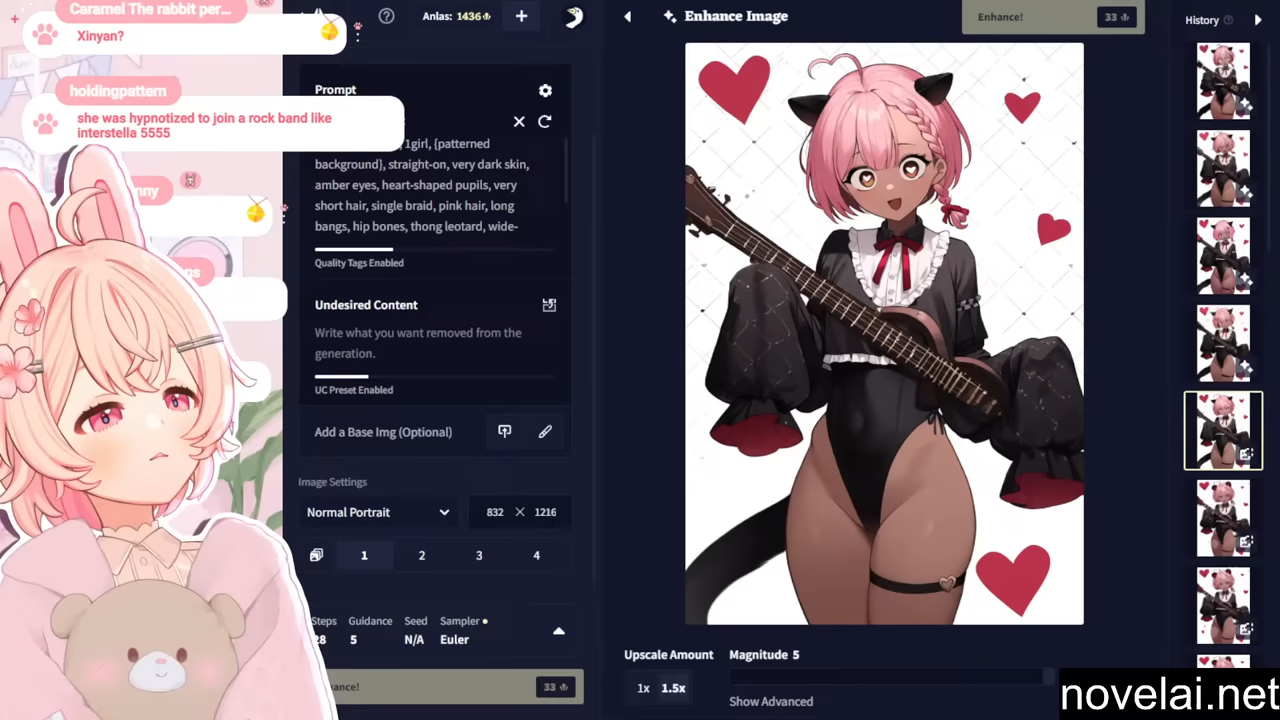 Caramel The rabbit per...
Xinyan?
holdingpattern
she was hypnotized to join a rock band like
interstella 5555
nny
Anlas: 1436
Enhance Image
Enhance!
33
History
Prompt
1girl, {patterned
background}, straight-on, very dark skin,
amber eyes, heart-shaped pupils, very
short hair, single braid, pink hair, long
bangs, hip bones, thong leotard, wide-
Quality Tags Enabled
Undesired Content
Write what you want removed from the
generation.
UC Preset Enabled
Add a Base Img (Optional)
Image Settings
Normal Portrait
832 × 1216
1
2
3
4
Steps
Guidance
Seed
Sampler
28
5
N/A
Euler
nhance!
33
Upscale Amount
Magnitude 5
1x
1.5x
Show Advanced
novelai.net